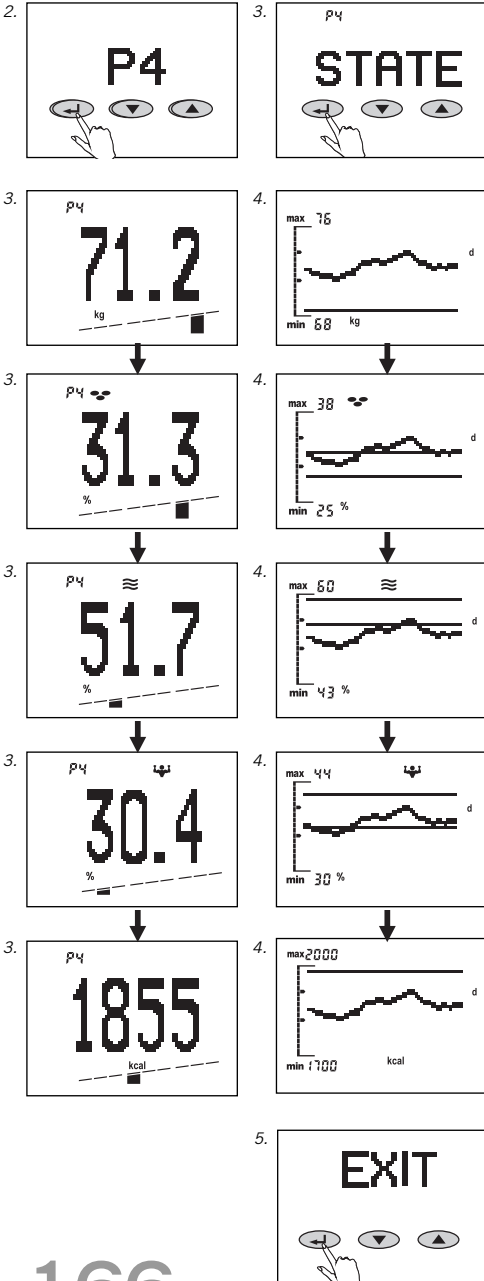 2.
P4
3.
P4
STATE
3.
P4
71.2
kg
4.
max 76
d
min 68 kg
3.
P4
31.3
%
4.
max 38
d
min 25 %
3.
P4
51.7
%
4.
max 60
d
min 43 %
3.
P4
30.4
%
4.
max 44
d
min 30 %
3.
P4
1855
kcal
4.
max 2000
d
min 1700 kcal
5.
EXIT
166